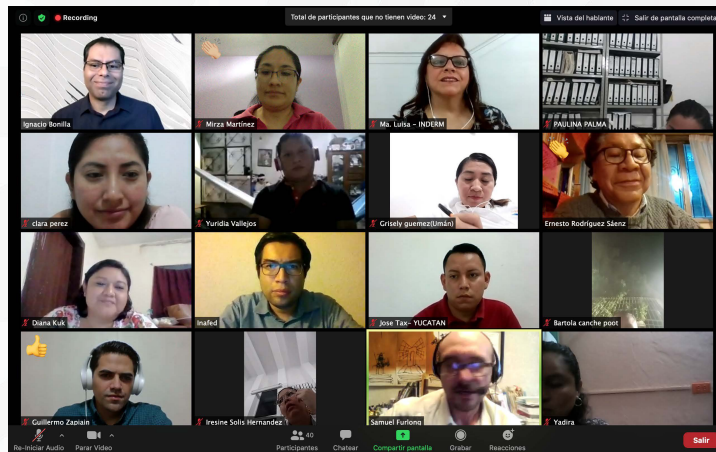 Recording
Total de participantes que no tienen video: 24
Vista del hablante
Salir de pantalla completa
Ignacio Bonilla
Mirza Martínez
Ma. Luisa - INDERM
PAULINA PALMA
clara perez
Yuridia Vallejos
Grisely guemez(Umán)
Ernesto Rodríguez Sáenz
Diana Kuk
Inafed
Jose Tax- YUCATAN
Bartola canche poot
Guillermo Zapiain
Iresine Solis Hernandez
Samuel Furlong
Yadira
Re-Iniciar Audio
Parar Video
40
Participantes
Chatear
Compartir pantalla
Grabar
Reacciones
Salir